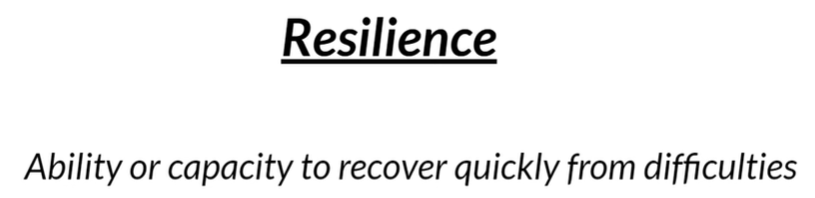 Resilience
Ability or capacity to recover quickly from difficulties